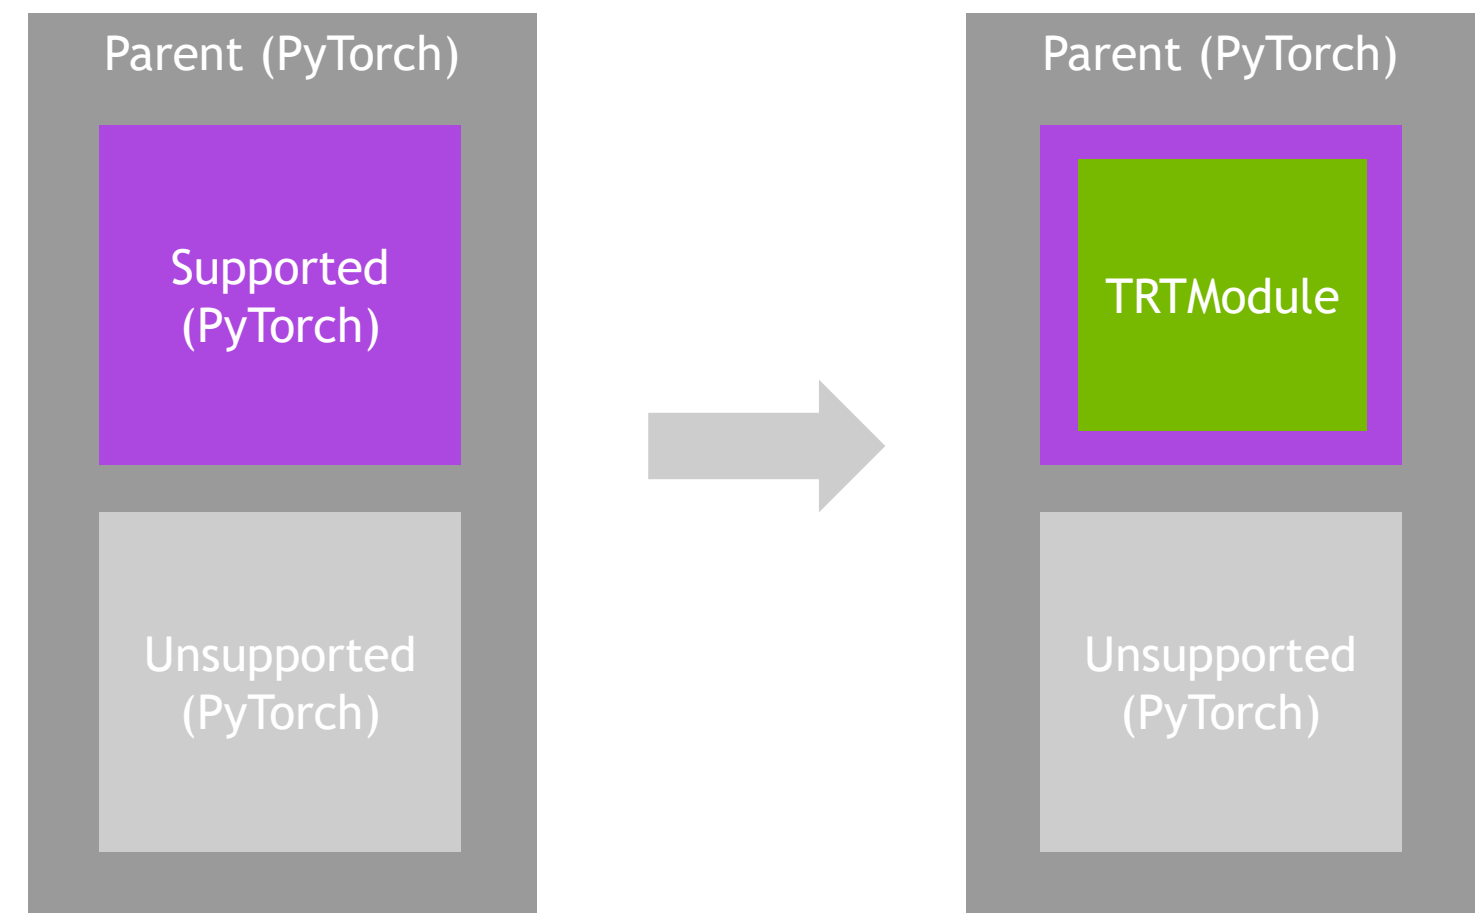 Parent (PyTorch)
Supported
(PyTorch)
Unsupported
(PyTorch)
Parent (PyTorch)
TRTModule
Unsupported
(PyTorch)